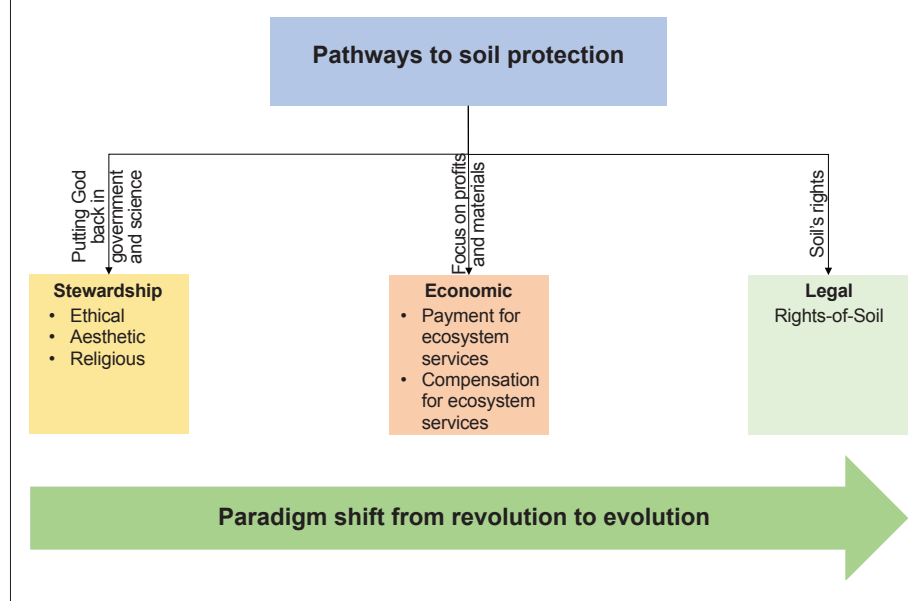 Pathways to soil protection
Putting God
back in
government
and science
Focus on profits
and materials
Soil's rights
Stewardship
• Ethical
• Aesthetic
• Religious
Economic
• Payment for
ecosystem
services
• Compensation
for ecosystem
services
Legal
Rights-of-Soil
Paradigm shift from revolution to evolution